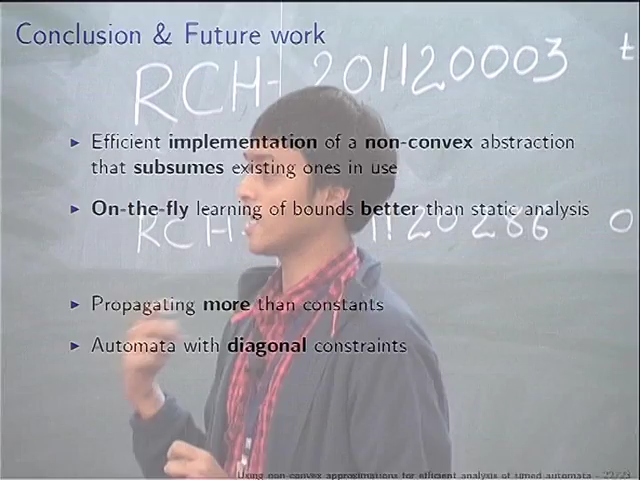 Conclusion & Future work
RCH-201120003 t
▸ Efficient implementation of a non-convex abstraction
that subsumes existing ones in use
▸ On-the-fly learning of bounds better than static analysis
▸ Propagating more than constants
▸ Automata with diagonal constraints
Using non-convex approximations for efficient analysis of timed automata - 22/23